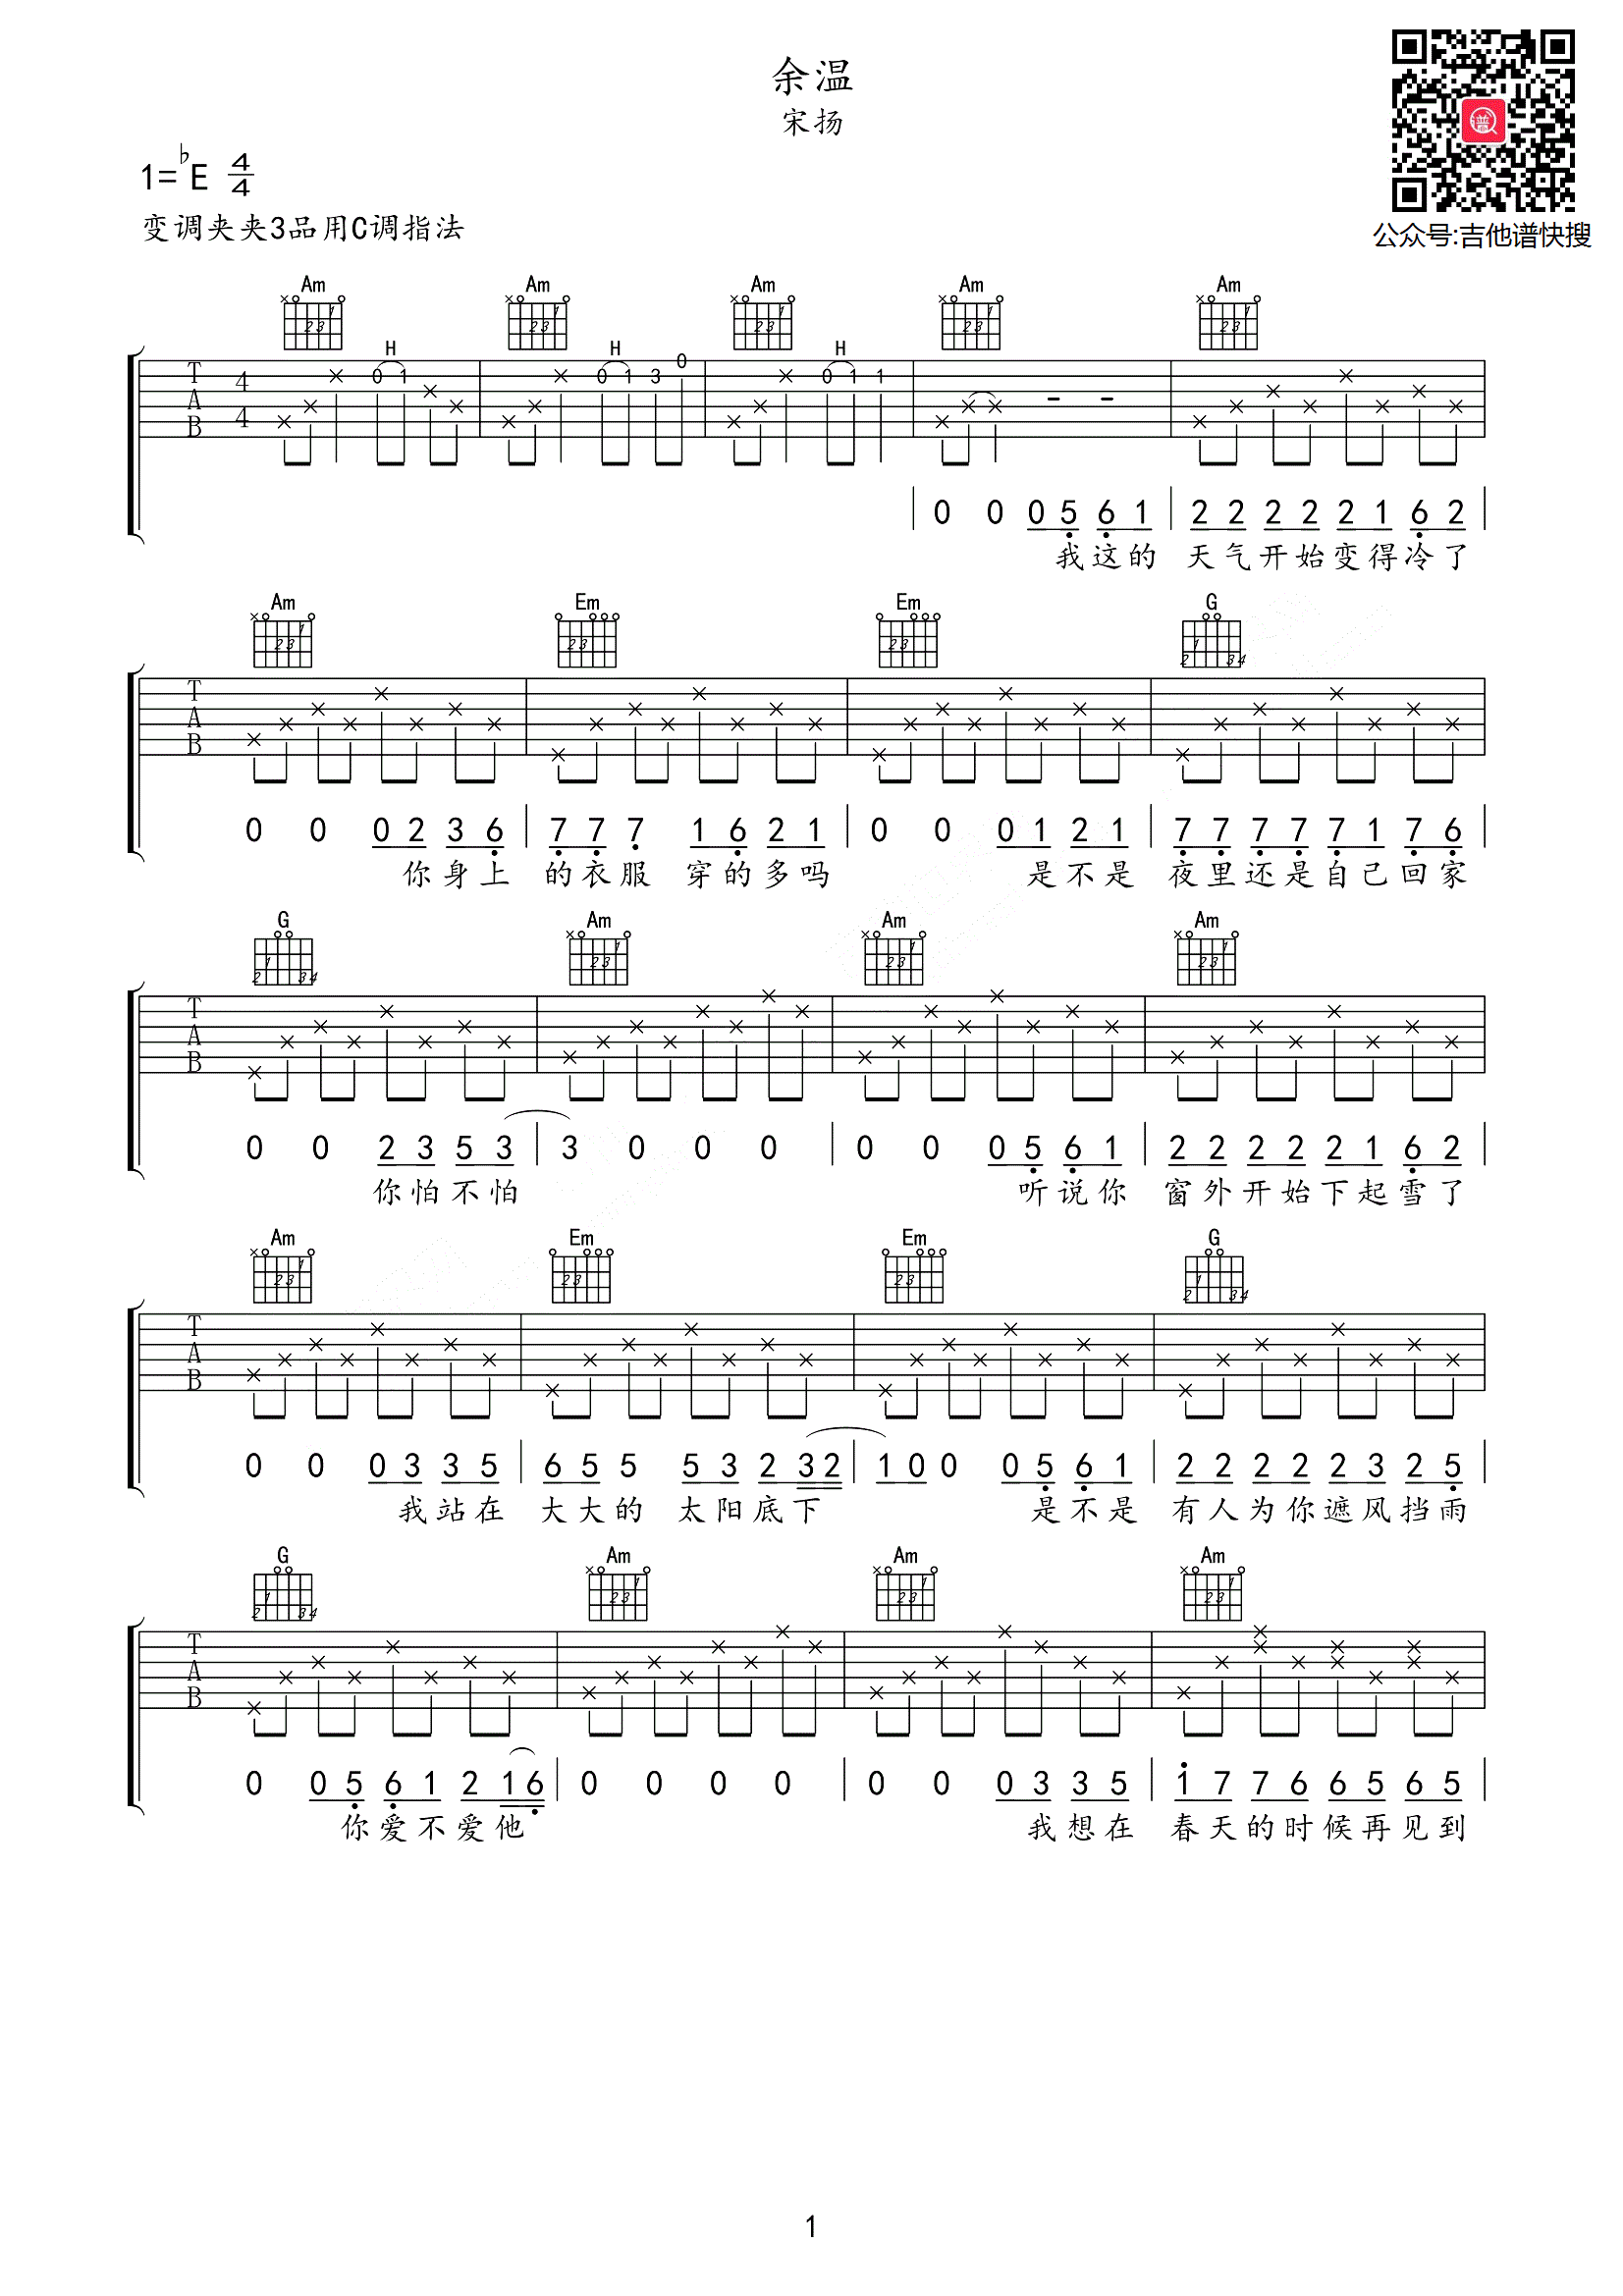 余温
宋扬
1=♭E 4/4
变调夹夹3品用C调指法
公众号:吉他谱快搜
Am Am Am Am Am
H H H
T A B 4/4 0 1 0 1 3 0 0 1 1
0 0 0 5 6 1 2 2 2 2 2 1 6 2
我这的 天气开始变得冷了
Am Em Em G
T A B
0 0 0 2 3 6 7 7 7 1 6 2 1 0 0 0 1 2 1 7 7 7 7 7 1 7 6
你身上 的衣服 穿的多吗 是不是 夜里还是自己回家
G Am Am Am
T A B
0 0 2 3 5 3 3 0 0 0 0 0 0 5 6 1 2 2 2 2 2 1 6 2
你怕不怕 听说你 窗外开始下起雪了
Am Em Em G
T A B
0 0 0 3 3 5 6 5 5 5 3 2 3 2 1 0 0 0 5 6 1 2 2 2 2 2 3 2 5
我站在 大大的 太阳底下 是不是 有人为你遮风挡雨
G Am Am Am
T A B
0 0 5 6 1 2 1 6 0 0 0 0 0 0 0 3 3 5 1 7 7 6 6 5 6 5
你爱不爱他 我想在 春天的时候再见到
1